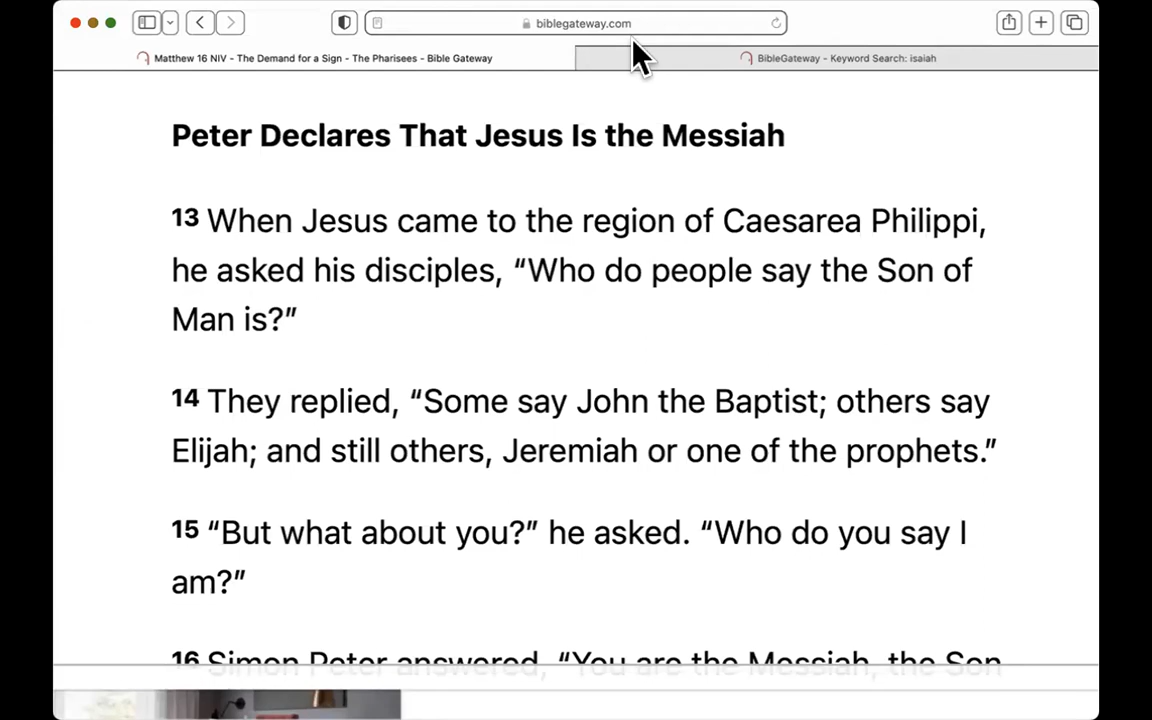 biblegateway.com
Matthew 16 NIV - The Demand for a Sign - The Pharisees - Bible Gateway
BibleGateway - Keyword Search: isaiah
Peter Declares That Jesus Is the Messiah
13 When Jesus came to the region of Caesarea Philippi,
he asked his disciples, “Who do people say the Son of
Man is?”
14 They replied, “Some say John the Baptist; others say
Elijah; and still others, Jeremiah or one of the prophets.”
15 “But what about you?” he asked. “Who do you say I
am?”
16 Simon Peter answered, “You are the Messiah, the Son